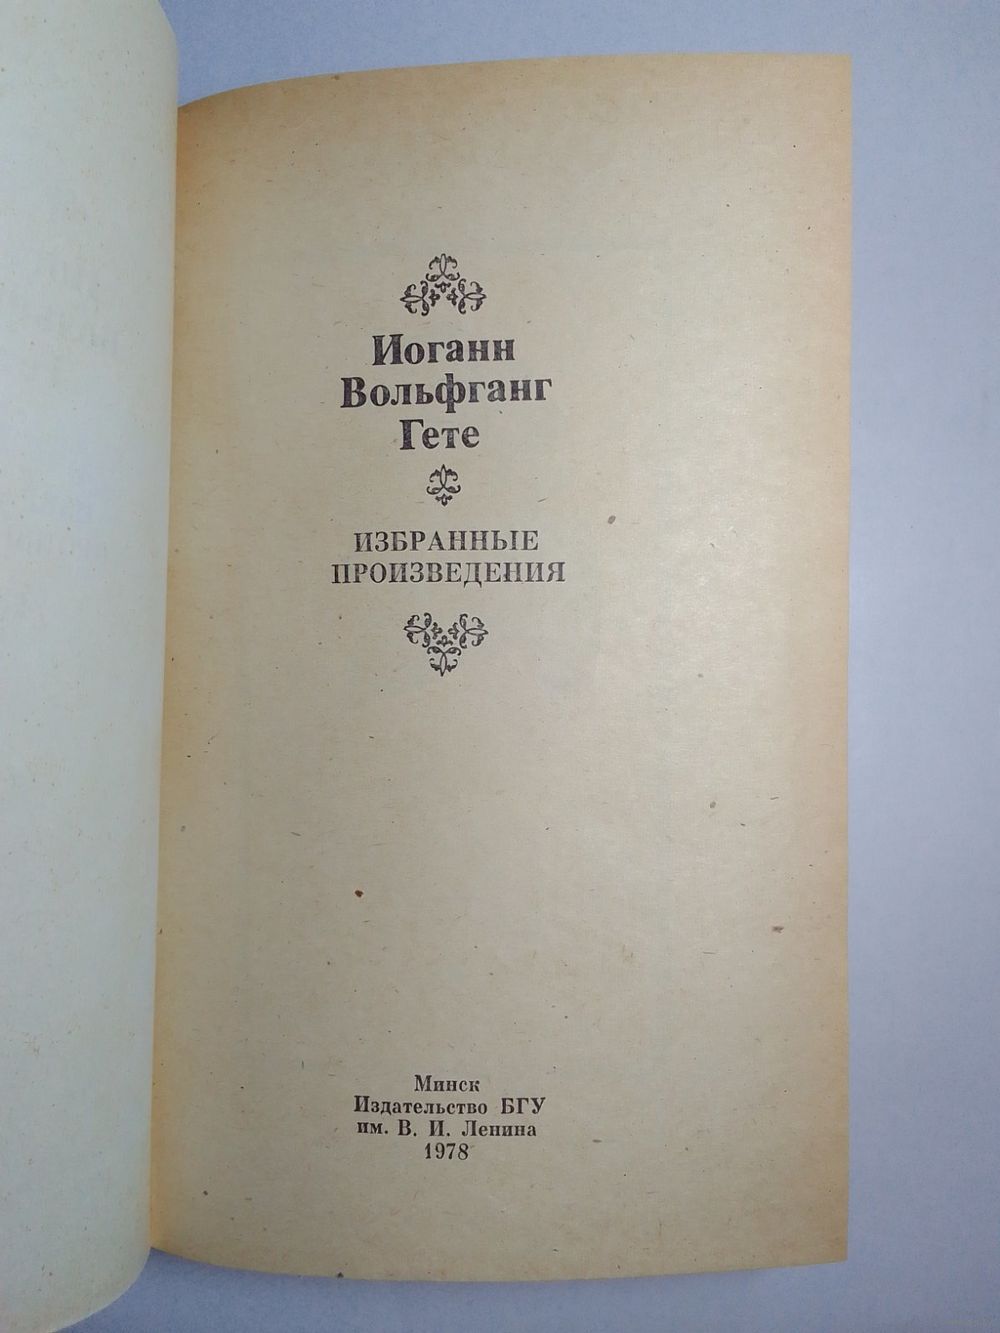 Иоганн
Вольфганг
Гете
ИЗБРАННЫЕ
ПРОИЗВЕДЕНИЯ
Минск
Издательство БГУ
им. В. И. Ленина
1978